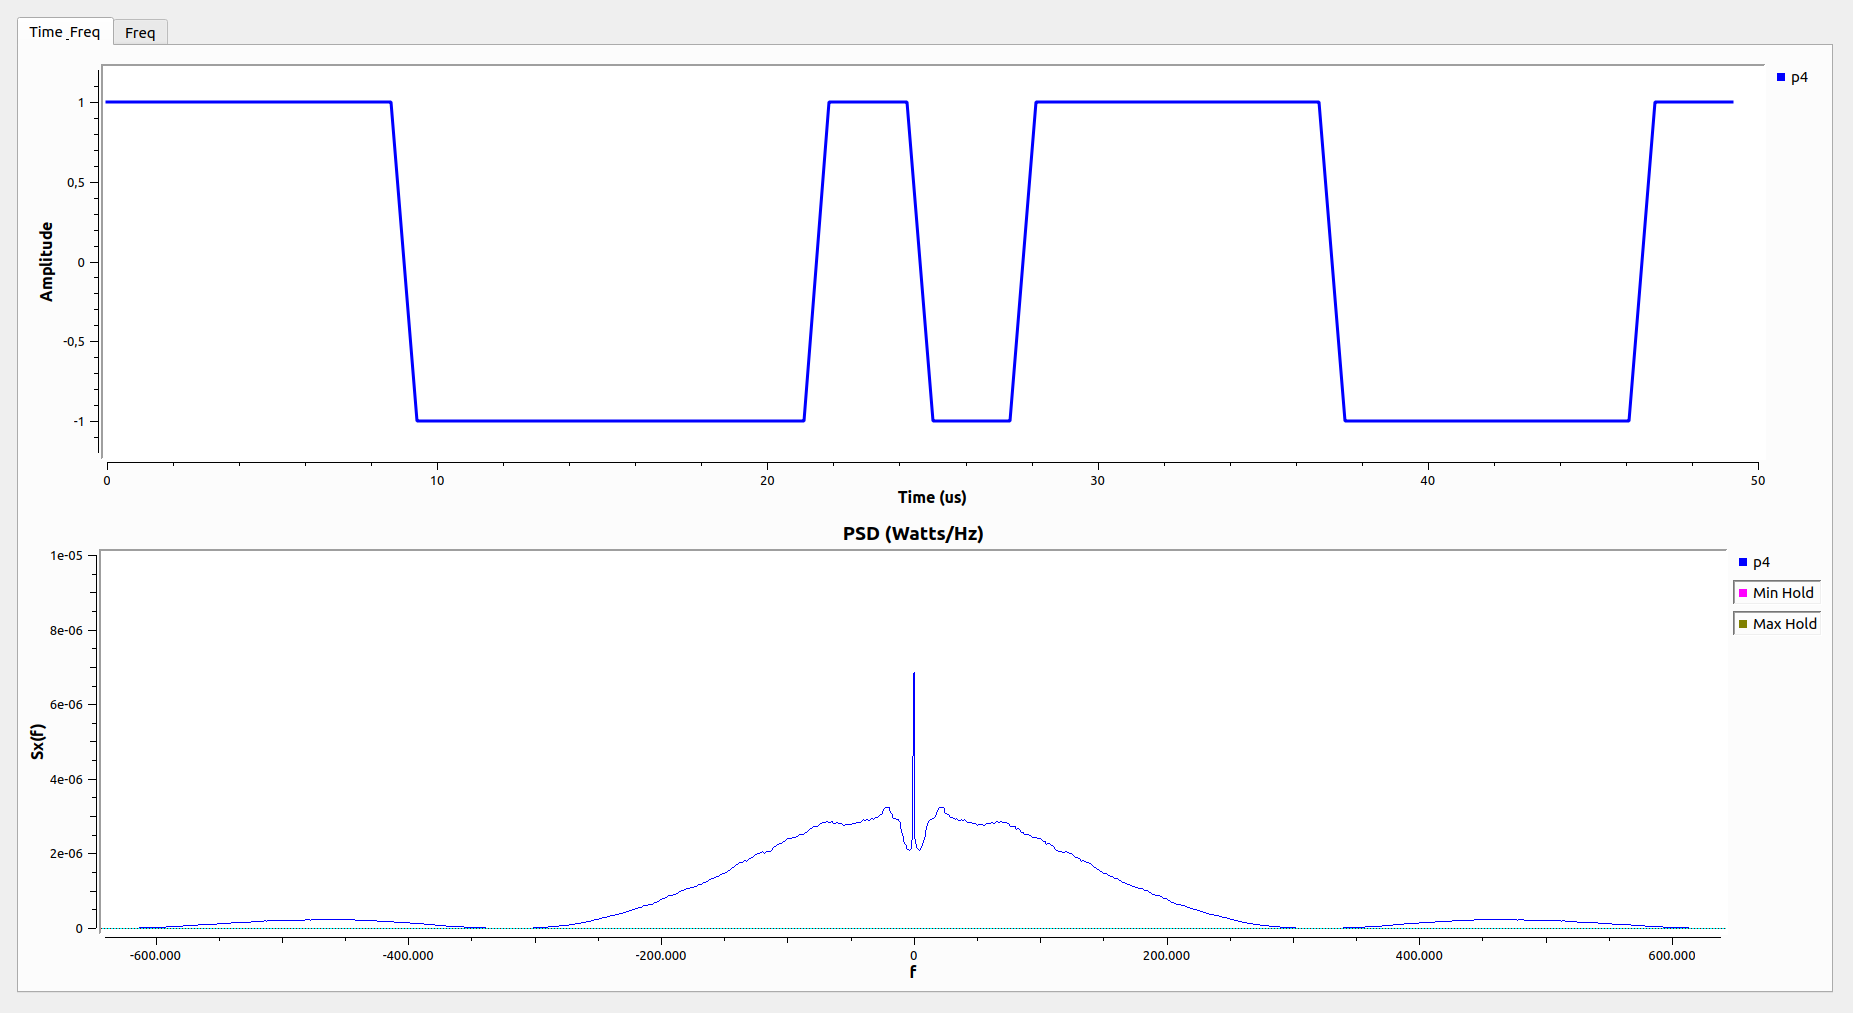 Time_Freq
Freq
p4
1
0,5
0
-0,5
-1
Amplitude
0
10
20
30
40
50
Time (us)
PSD (Watts/Hz)
p4
Min Hold
Max Hold
1e-05
8e-06
6e-06
4e-06
2e-06
0
Sx(f)
-600.000
-400.000
-200.000
0
200.000
400.000
600.000
f